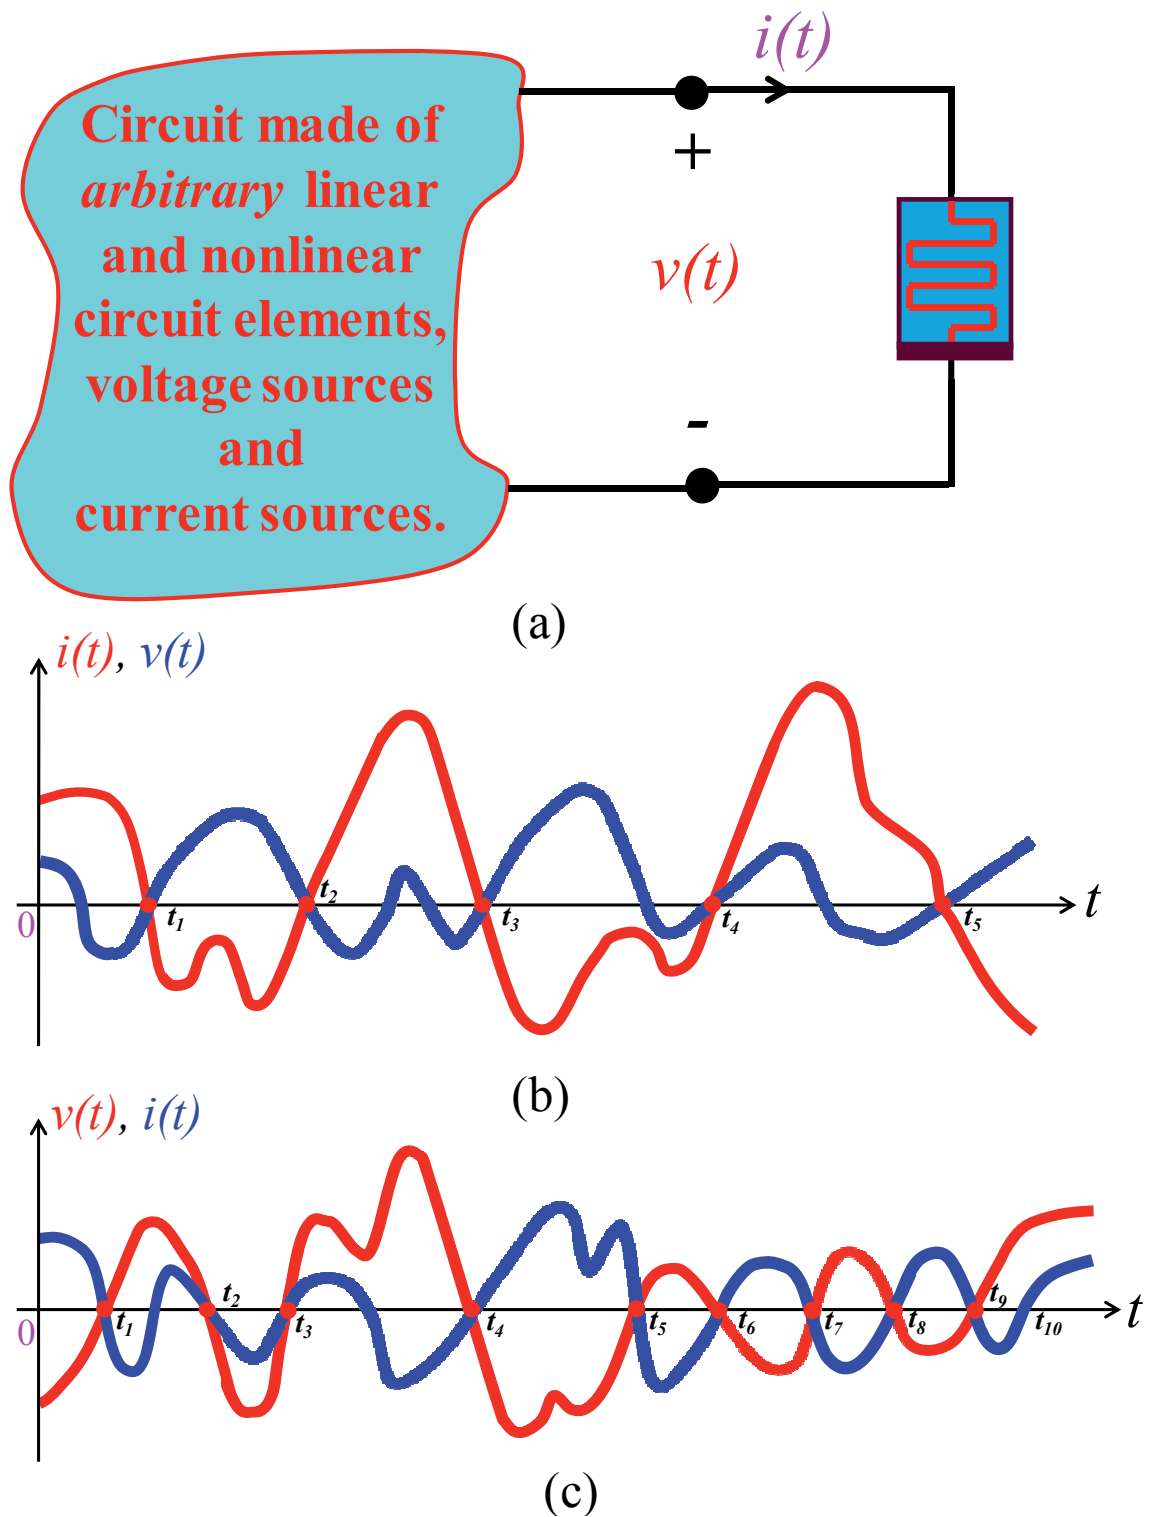 i(t)
Circuit made of
arbitrary linear
and nonlinear
circuit elements,
voltage sources
and
current sources.
+
v(t)
-
(a)
i(t), v(t)
0
t1
t2
t3
t4
t5
t
(b)
v(t), i(t)
0
t1
t2
t3
t4
t5
t6
t7
t8
t9
t10
t
(c)